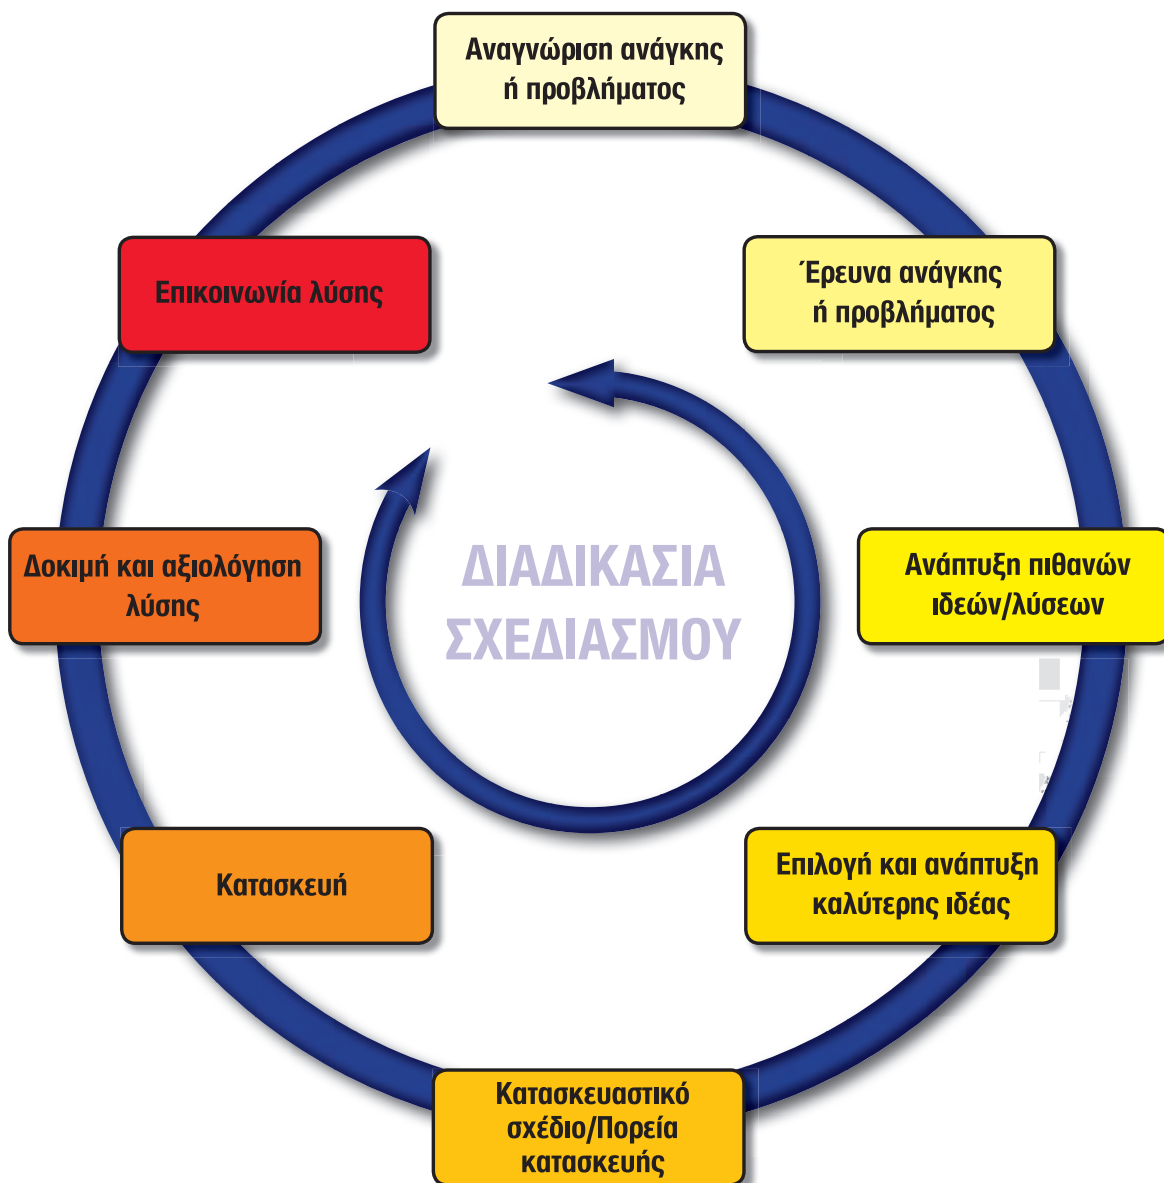 Αναγνώριση ανάγκης
ή προβλήματος
Έρευνα ανάγκης
ή προβλήματος
Ανάπτυξη πιθανών
ιδεών/λύσεων
Επιλογή και ανάπτυξη
καλύτερης ιδέας
Κατασκευαστικό
σχέδιο/Πορεία
κατασκευής
Κατασκευή
Δοκιμή και αξιολόγηση
λύσης
Επικοινωνία λύσης
ΔΙΑΔΙΚΑΣΙΑ
ΣΧΕΔΙΑΣΜΟΥ